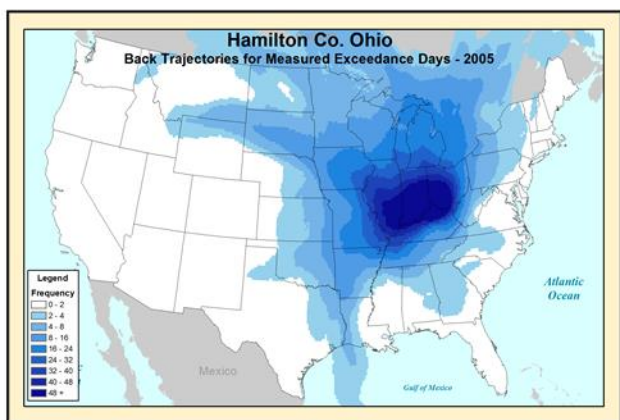 Hamilton Co. Ohio
Back Trajectories for Measured Exceedance Days - 2005
Legend
Frequency
0 - 2
2 - 4
4 - 8
8 - 16
16 - 24
24 - 32
32 - 40
40 - 48
48 +
Atlantic
Ocean
Mexico
Gulf of Mexico